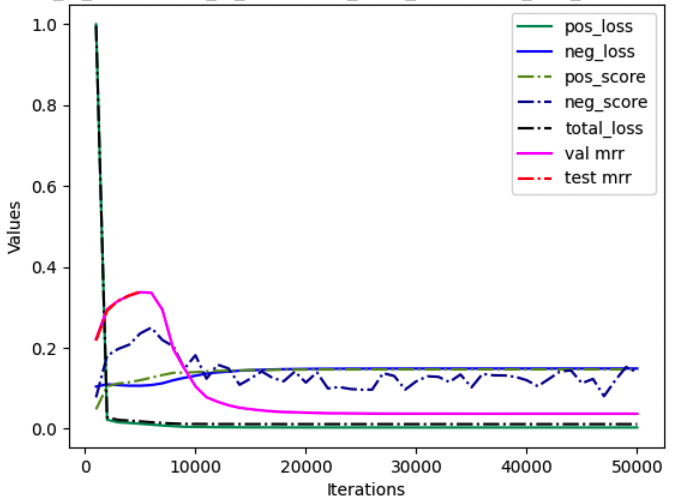 1.0
0.8
0.6
0.4
0.2
0.0
Values
pos_loss
neg_loss
pos_score
neg_score
total_loss
val mrr
test mrr
0 10000 20000 30000 40000 50000
Iterations